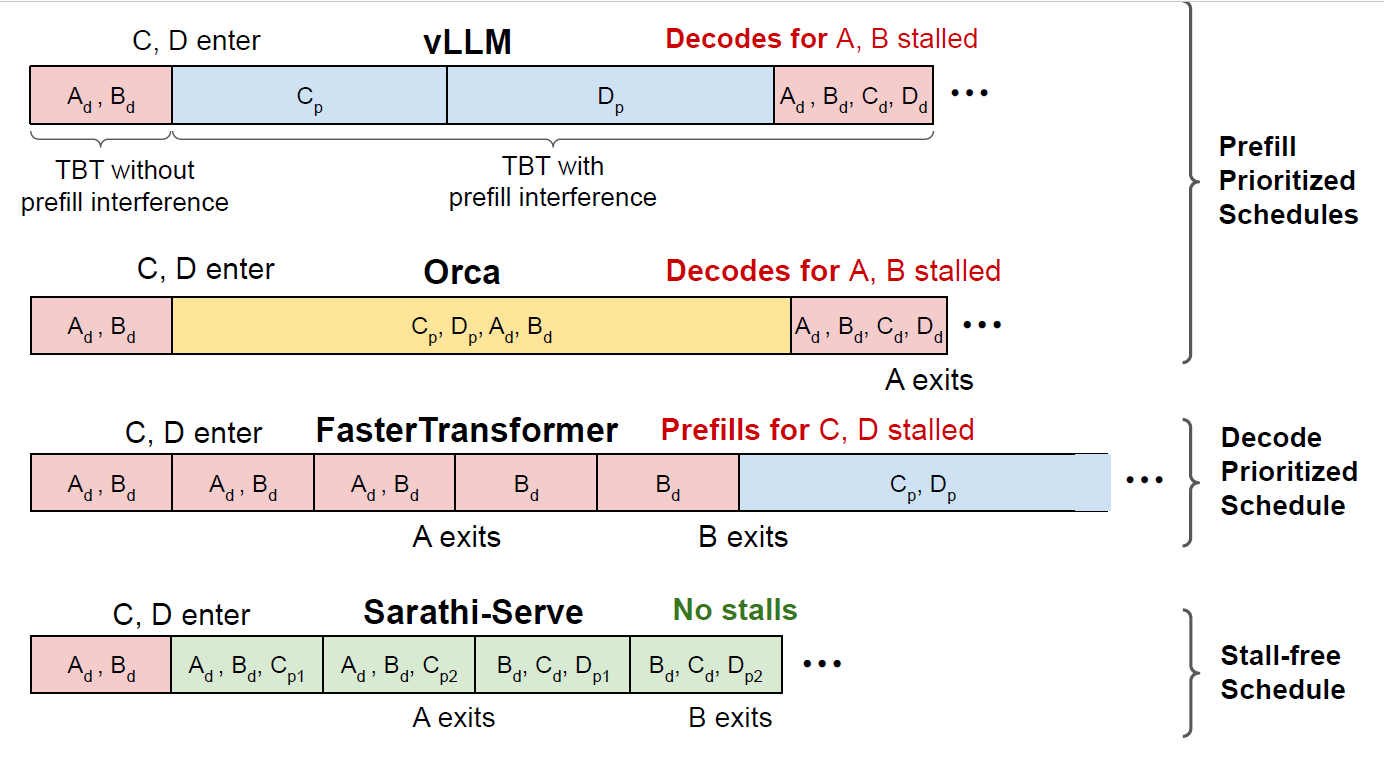 C, D enter vLLM Decodes for A, B stalled
Ad , Bd Cp Dp Ad , Bd, Cd, Dd •••
TBT without
prefill interference
TBT with
prefill interference
Prefill
Prioritized
Schedules
C, D enter Orca Decodes for A, B stalled
Ad , Bd Cp, Dp, Ad, Bd Ad , Bd, Cd, Dd •••
A exits
C, D enter FasterTransformer Prefills for C, D stalled
Ad , Bd Ad , Bd Ad , Bd Bd Bd Cp, Dp •••
A exits B exits
Decode
Prioritized
Schedule
C, D enter Sarathi-Serve No stalls
Ad , Bd Ad , Bd, Cp1 Ad , Bd, Cp2 Bd, Cd, Dp1 Bd, Cd, Dp2 •••
A exits B exits
Stall-free
Schedule